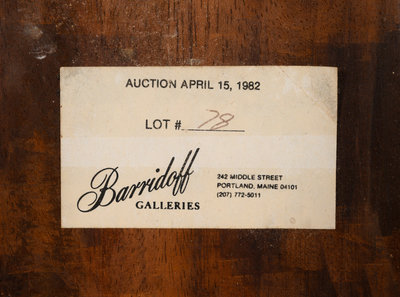 AUCTION APRIL 15, 1982
LOT # 78
Barridoff
GALLERIES
242 MIDDLE STREET
PORTLAND, MAINE 04101
(207) 772-5011